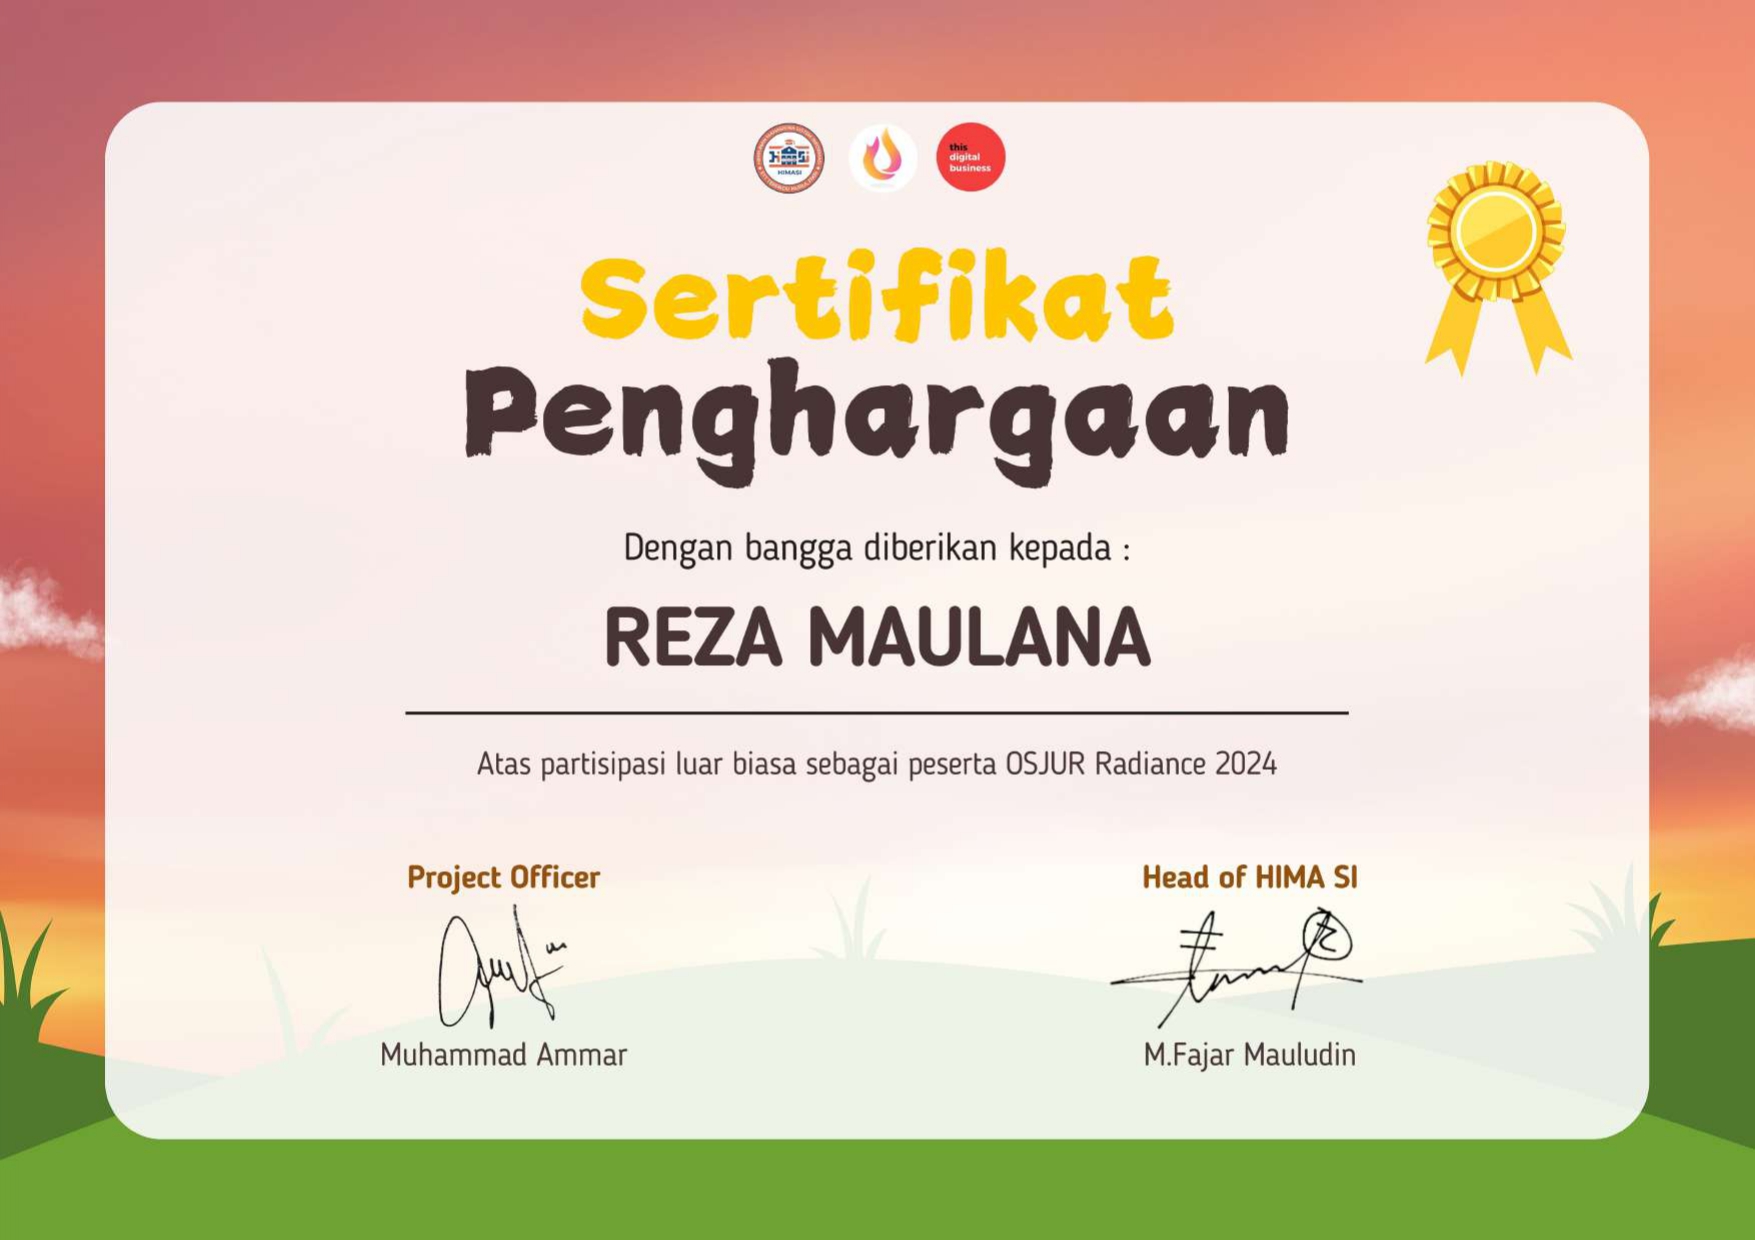 HIMASI
this
digital
business
Sertifikat
Penghargaan
Dengan bangga diberikan kepada :
REZA MAULANA
Atas partisipasi luar biasa sebagai peserta OSJUR Radiance 2024
Project Officer
Head of HIMA SI
Muhammad Ammar
M.Fajar Mauludin